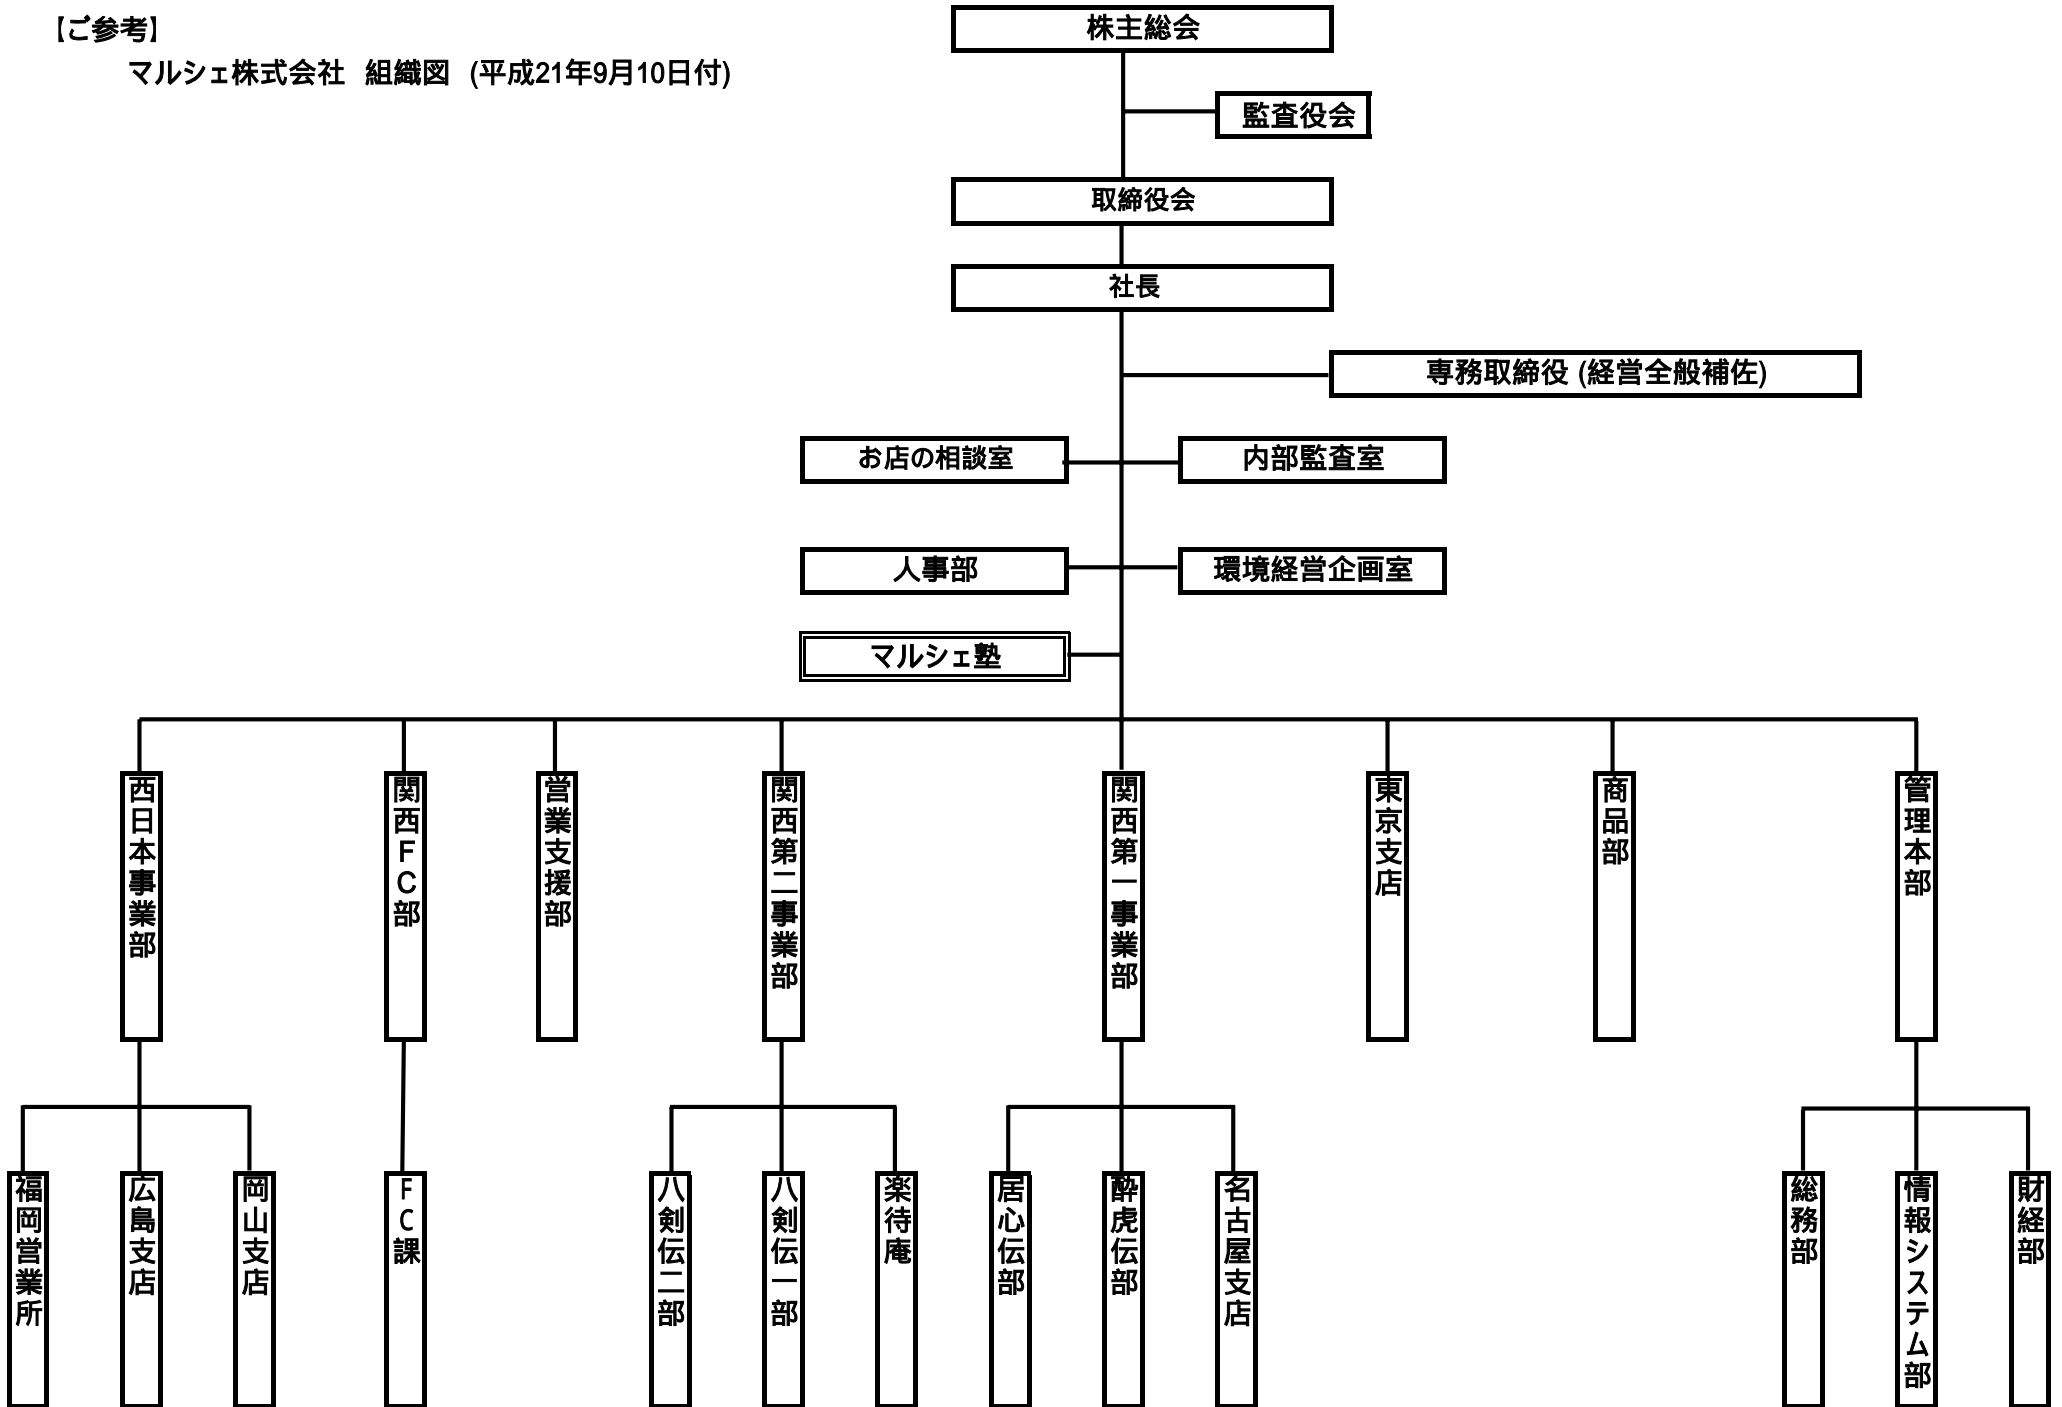 【ご参考】
マルシェ株式会社 組織図 (平成21年9月10日付)
株主総会
監査役会
取締役会
社長
専務取締役 (経営全般補佐)
お店の相談室
内部監査室
人事部
環境経営企画室
マルシェ塾
西日本事業部
関西FC部
営業支援部
関西第二事業部
関西第一事業部
東京支店
商品部
管理本部
福岡営業所
広島支店
岡山支店
FC課
八剣伝二部
八剣伝一部
楽待庵
居心伝部
酔虎伝部
名古屋支店
総務部
情報システム部
財経部